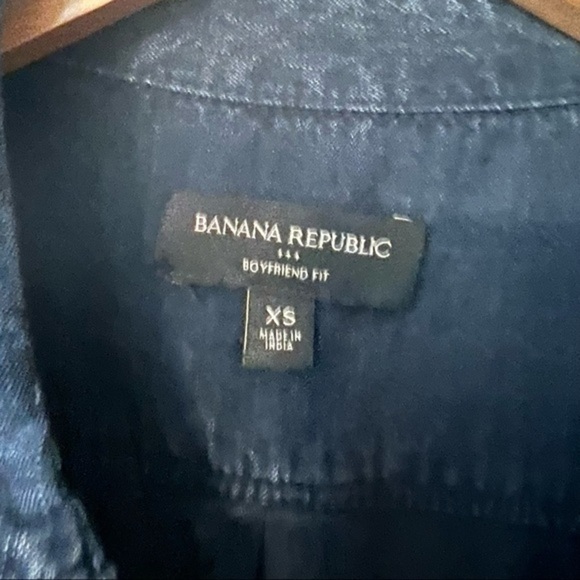 BANANA REPUBLIC
BOYFRIEND FIT
XS
MADE IN
INDIA